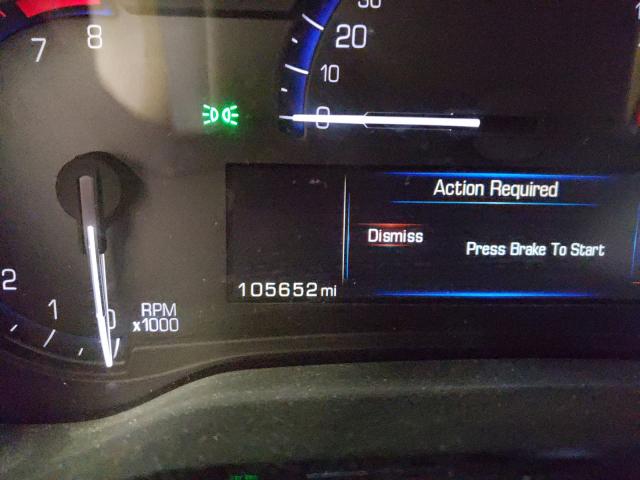 30
7 8
20
10
0
Action Required
Dismiss
Press Brake To Start
105652 mi
2
1
0
RPM
x1000